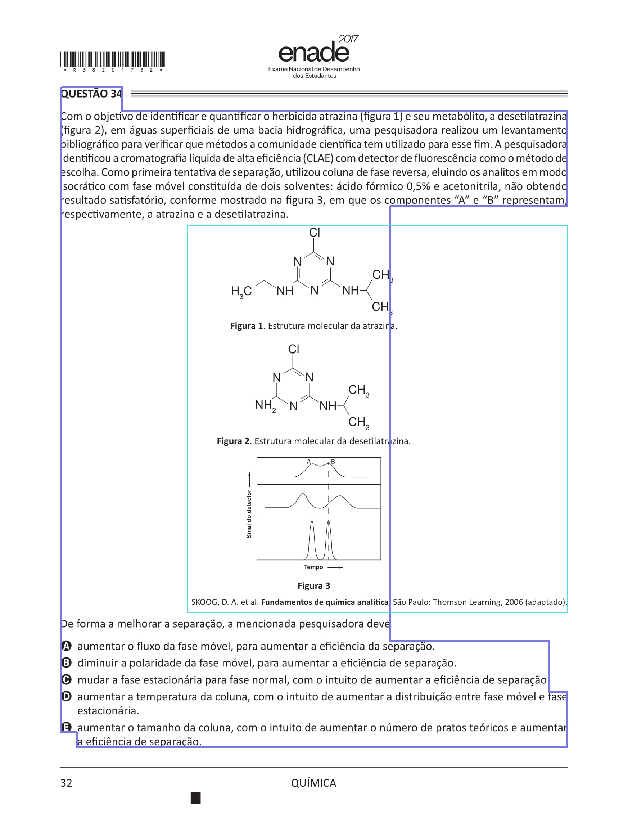 *R3820173 2*
2017
enade
Exame Nacional de Desempenho
dos Estudantes
QUESTÃO 34
Com o objetivo de identificar e quantificar o herbicida atrazina (figura 1) e seu metabólito, a desetilatrazina
(figura 2), em águas superficiais de uma bacia hidrográfica, uma pesquisadora realizou um levantamento
bibliográfico para verificar que métodos a comunidade científica tem utilizado para esse fim. A pesquisadora
identificou a cromatografia líquida de alta eficiência (CLAE) com detector de fluorescência como o método de
escolha. Como primeira tentativa de separação, utilizou coluna de fase reversa, eluindo os analitos em modo
isocrático com fase móvel constituída de dois solventes: ácido fórmico 0,5% e acetonitrila, não obtendo
resultado satisfatório, conforme mostrado na figura 3, em que os componentes “A” e “B” representam,
respectivamente, a atrazina e a desetilatrazina.
Cl
N N
CH3
H3C NH N NH
CH3
Figura 1. Estrutura molecular da atrazina.
Cl
N N
CH3
NH2 N NH
CH3
Figura 2. Estrutura molecular da desetilatrazina.
A B
Sinal do detector
Tempo
Figura 3
SKOOG, D. A. et al. Fundamentos de química analítica. São Paulo: Thomson Learning, 2006 (adaptado).
De forma a melhorar a separação, a mencionada pesquisadora deve
A aumentar o fluxo da fase móvel, para aumentar a eficiência da separação.
B diminuir a polaridade da fase móvel, para aumentar a eficiência de separação.
C mudar a fase estacionária para fase normal, com o intuito de aumentar a eficiência de separação.
D aumentar a temperatura da coluna, com o intuito de aumentar a distribuição entre fase móvel e fase
estacionária.
E aumentar o tamanho da coluna, com o intuito de aumentar o número de pratos teóricos e aumentar
a eficiência de separação.
32
QUÍMICA